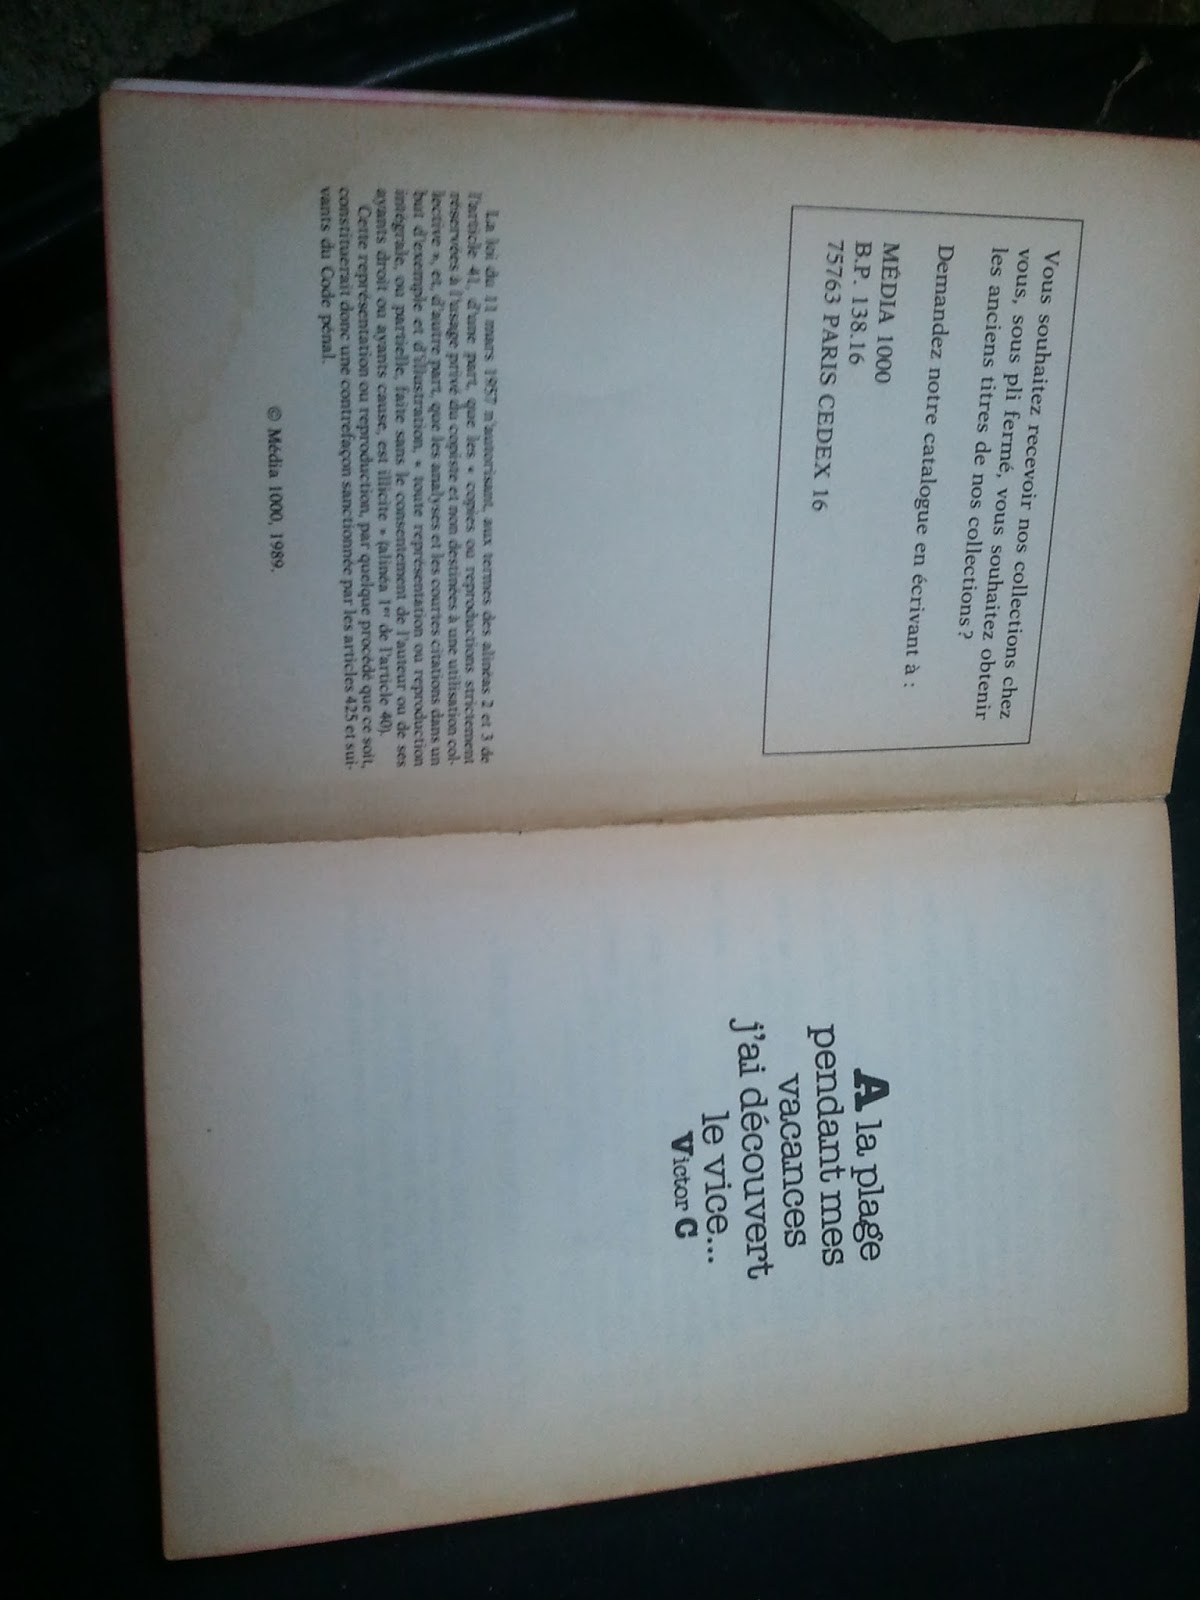 Vous souhaitez recevoir nos collections chez
vous, sous pli fermé, vous souhaitez obtenir
les anciens titres de nos collections ?
Demandez notre catalogue en écrivant à :
MÉDIA 1000
B.P. 138.16
75763 PARIS CEDEX 16
La loi du 11 mars 1957 n'autorisant, aux termes des alinéas 2 et 3 de
l'article 41, d'une part, que les « copies ou reproductions strictement
réservées à l'usage privé du copiste et non destinées à une utilisation col-
lective », et, d'autre part, que les analyses et les courtes citations dans un
but d'exemple et d'illustration, « toute représentation ou reproduction
intégrale, ou partielle, faite sans le consentement de l'auteur ou de ses
ayants droit ou ayants cause, est illicite » (alinéa 1er de l'article 40).
Cette représentation ou reproduction, par quelque procédé que ce soit,
constituerait donc une contrefaçon sanctionnée par les articles 425 et sui-
vants du Code pénal.
© Média 1000, 1989.
A la plage
pendant mes
vacances
j'ai découvert
le vice...
Victor C